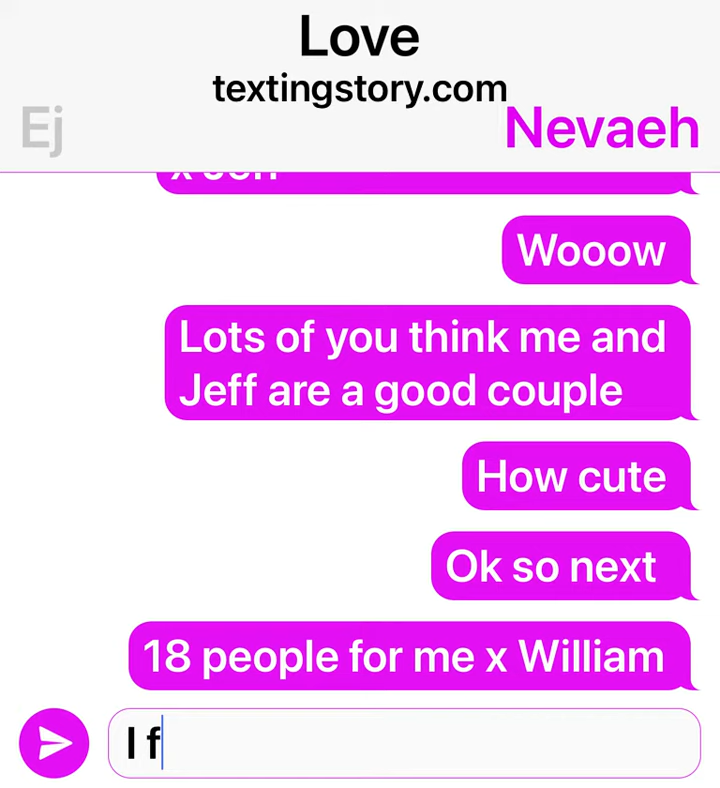 Love
textingstory.com
Ej
Nevaeh
Wooow
Lots of you think me and
Jeff are a good couple
How cute
Ok so next
18 people for me x William
I f